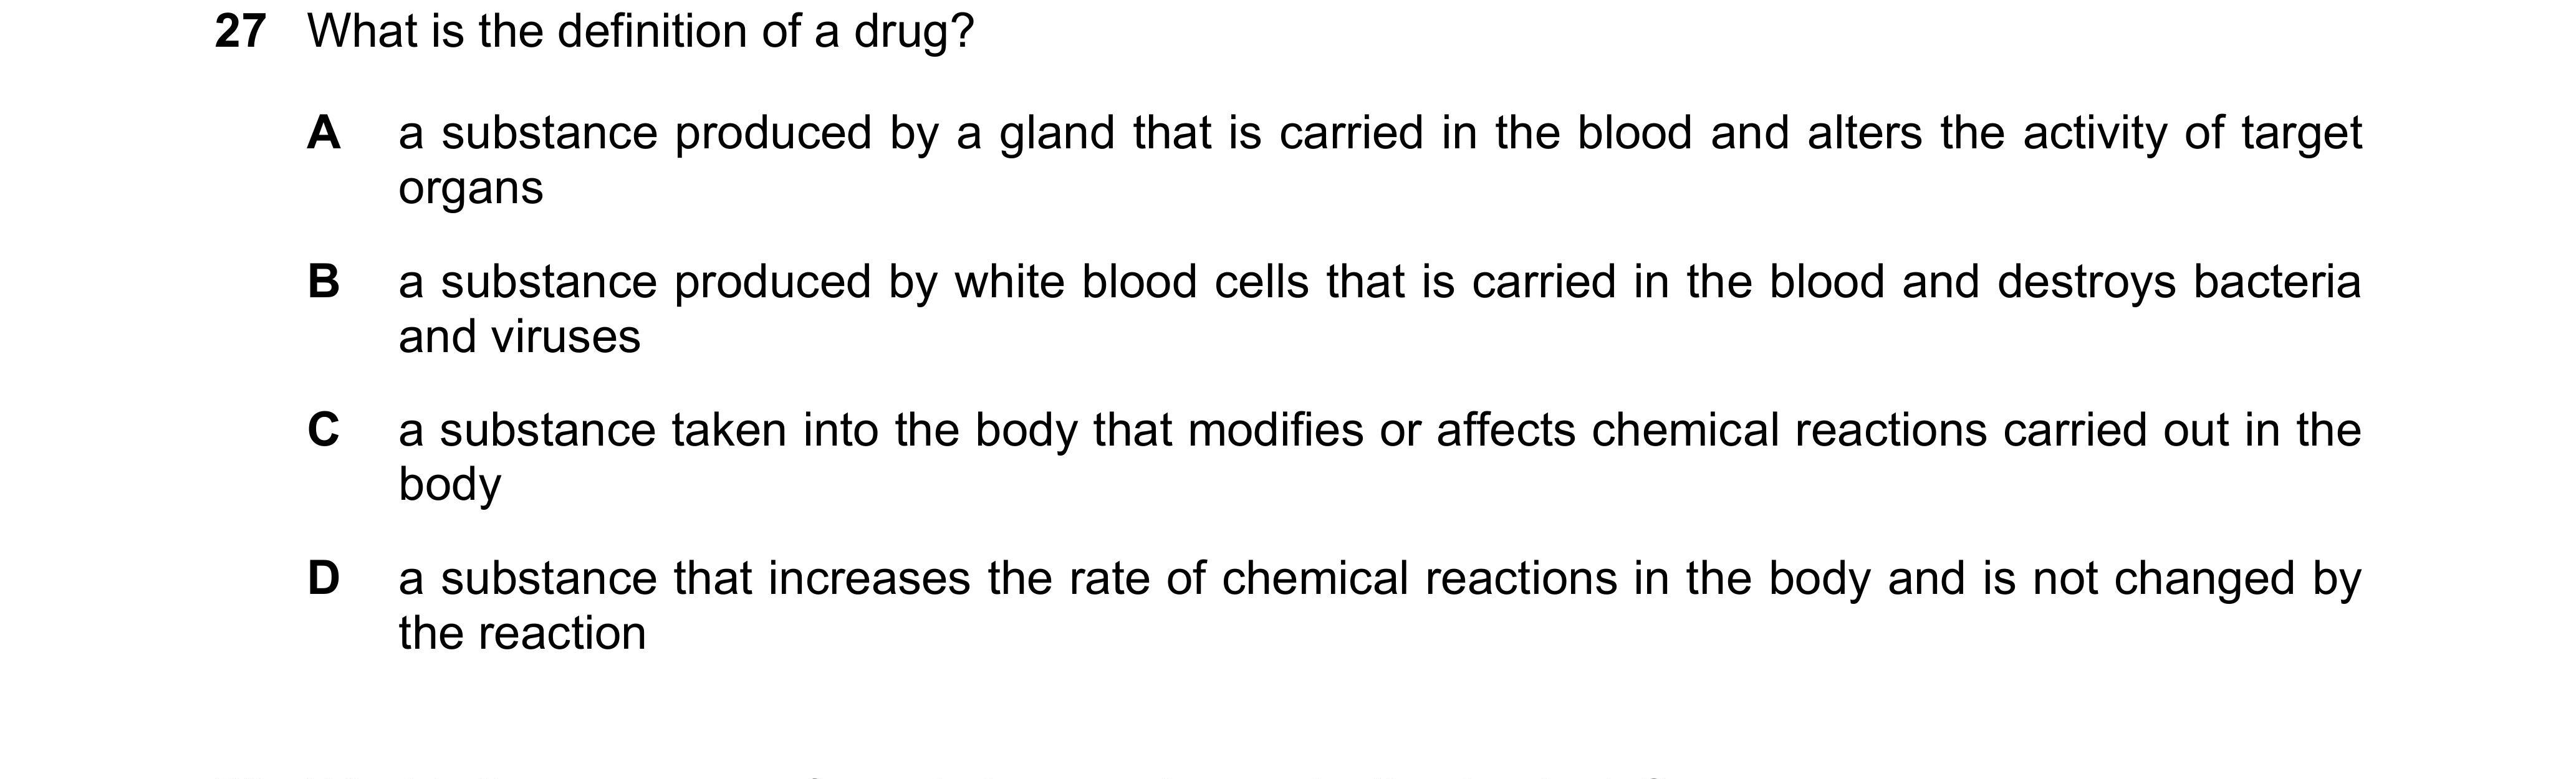 27 What is the definition of a drug?
A a substance produced by a gland that is carried in the blood and alters the activity of target
organs
B a substance produced by white blood cells that is carried in the blood and destroys bacteria
and viruses
C a substance taken into the body that modifies or affects chemical reactions carried out in the
body
D a substance that increases the rate of chemical reactions in the body and is not changed by
the reaction